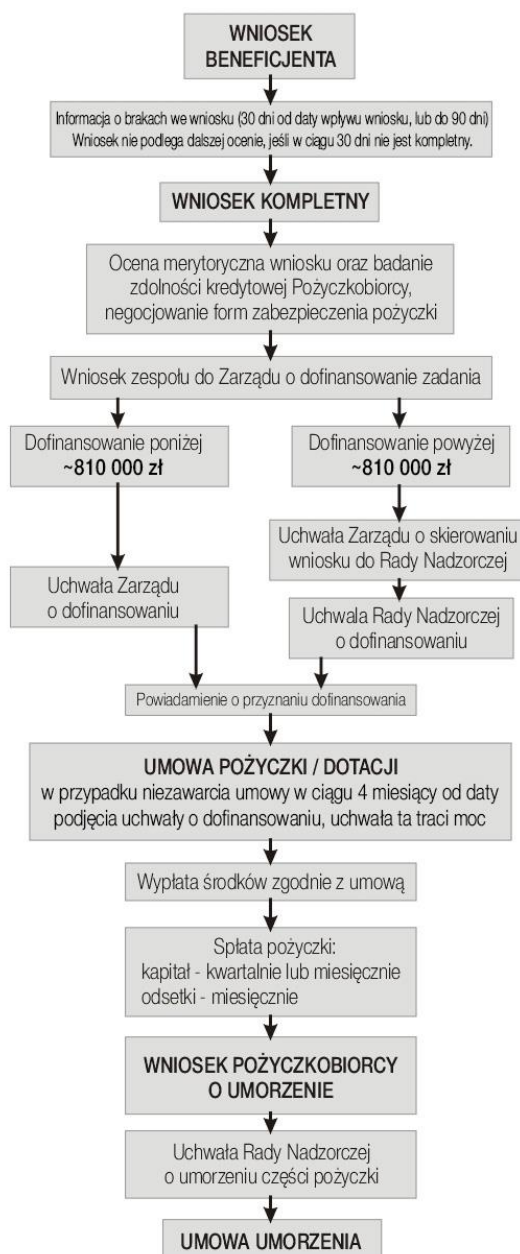 WNIOSEK
BENEFICJENTA
Informacja o brakach we wniosku (30 dni od daty wpływu wniosku, lub do 90 dni)
Wniosek nie podlega dalszej ocenie, jeśli w ciągu 30 dni nie jest kompletny.
WNIOSEK KOMPLETNY
Ocena merytoryczna wniosku oraz badanie
zdolności kredytowej Pożyczkobiorcy,
negocjowanie form zabezpieczenia pożyczki
Wniosek zespołu do Zarządu o dofinansowanie zadania
Dofinansowanie poniżej
~810 000 zł
Dofinansowanie powyżej
~810 000 zł
Uchwała Zarządu o skierowaniu
wniosku do Rady Nadzorczej
Uchwała Zarządu
o dofinansowaniu
Uchwala Rady Nadzorczej
o dofinansowaniu
Powiadamienie o przyznaniu dofinansowania
UMOWA POŻYCZKI / DOTACJI
w przypadku niezawarcia umowy w ciągu 4 miesiący od daty
podjęcia uchwały o dofinansowaniu, uchwała ta traci moc
Wypłata środków zgodnie z umową
Spłata pożyczki:
kapitał - kwartalnie lub miesięcznie
odsetki - miesięcznie
WNIOSEK POŻYCZKOBIORCY
O UMORZENIE
Uchwała Rady Nadzorczej
o umorzeniu części pożyczki
UMOWA UMORZENIA